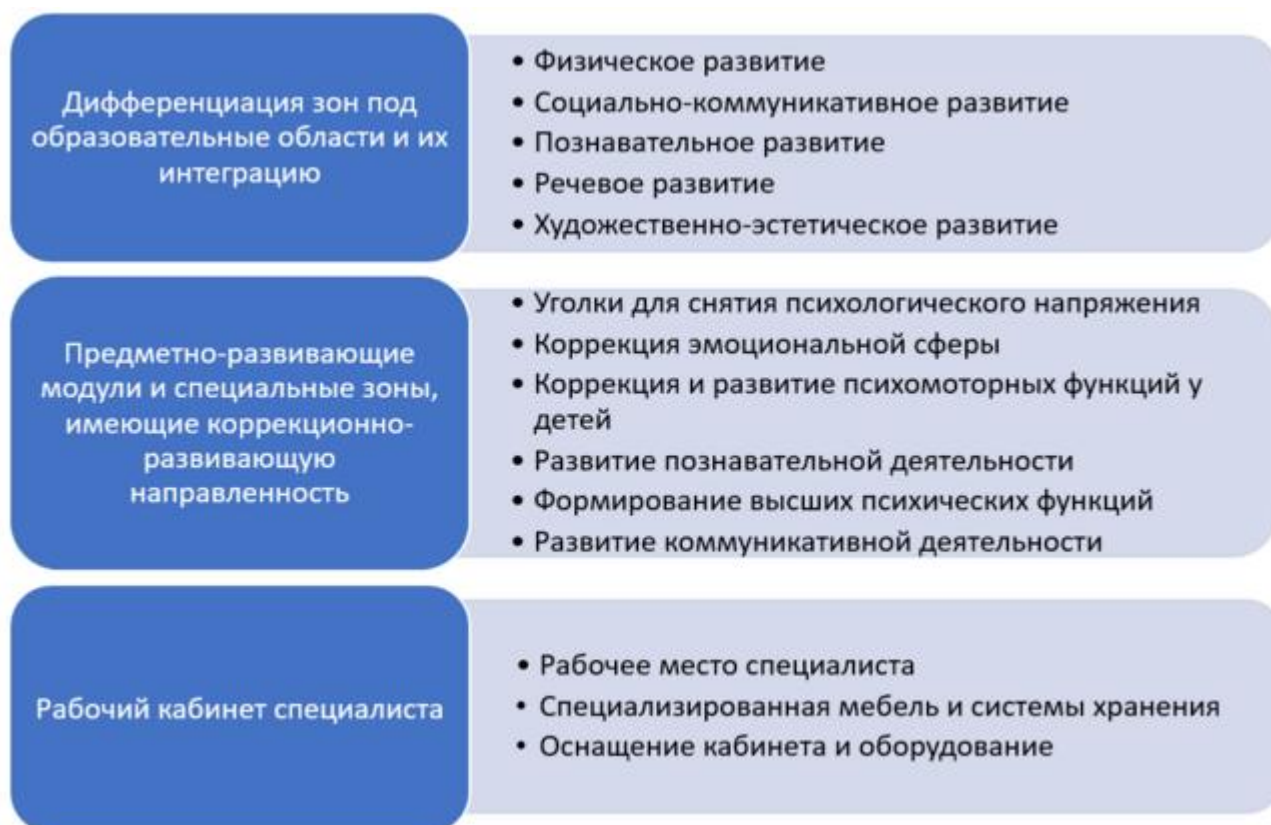 Дифференциация зон под
образовательные области и их
интеграцию
• Физическое развитие
• Социально-коммуникативное развитие
• Познавательное развитие
• Речевое развитие
• Художественно-эстетическое развитие
Предметно-развивающие
модули и специальные зоны,
имеющие коррекционно-
развивающую
направленность
• Уголки для снятия психологического напряжения
• Коррекция эмоциональной сферы
• Коррекция и развитие психомоторных функций у
детей
• Развитие познавательной деятельности
• Формирование высших психических функций
• Развитие коммуникативной деятельности
Рабочий кабинет специалиста
• Рабочее место специалиста
• Специализированная мебель и системы хранения
• Оснащение кабинета и оборудование